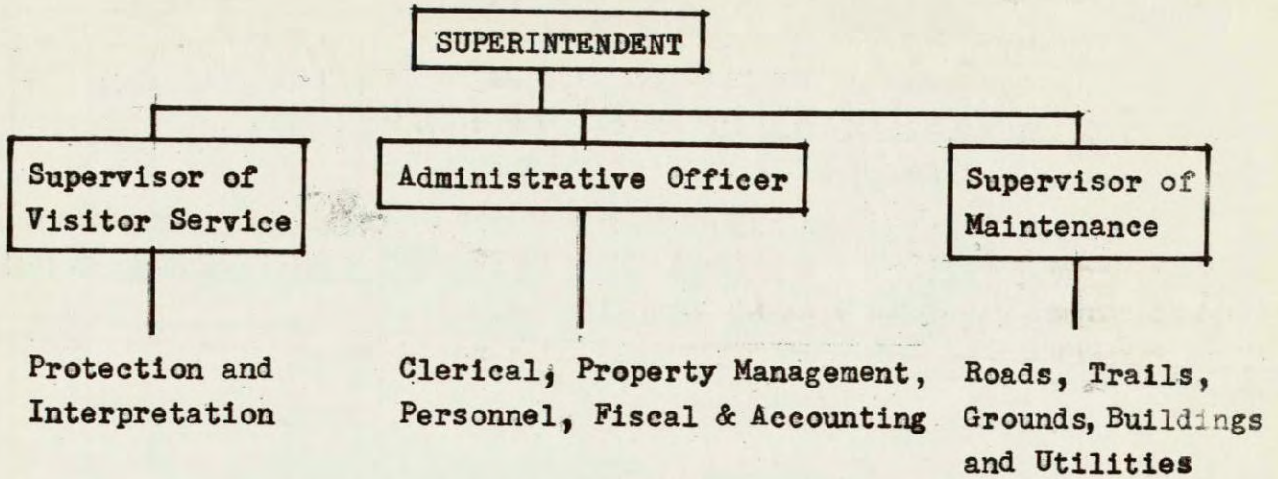 SUPERINTENDENT
Supervisor of
Visitor Service
Administrative Officer
Supervisor of
Maintenance
Protection and
Interpretation
Clerical, Property Management,
Personnel, Fiscal & Accounting
Roads, Trails,
Grounds, Buildings
and Utilities